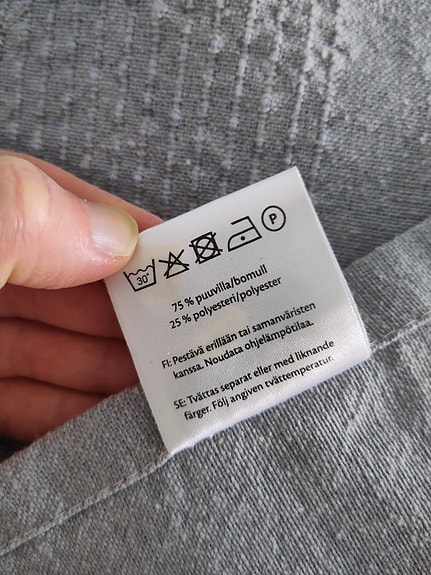 30°
P
75 % puuvilla/bomull
25 % polyesteri/polyester
FI: Pestävä erillään tai samanväristen
kanssa. Noudata ohjelämpötilaa.
SE: Tvättas separat eller med liknande
färger. Följ angiven tvättemperatur.